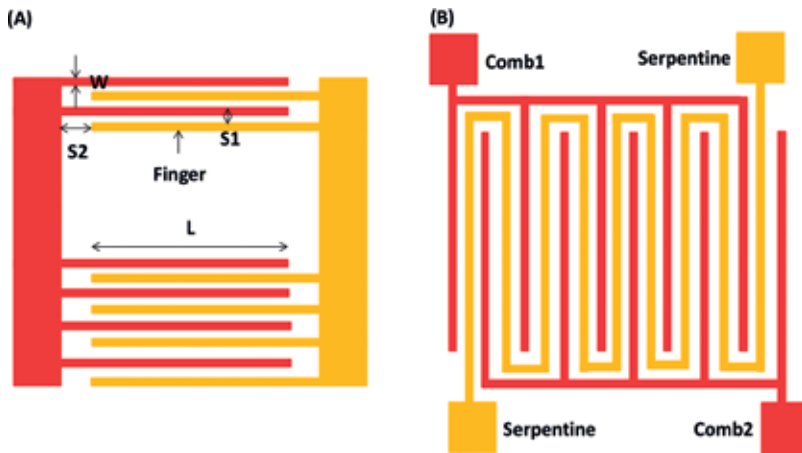 (A)
W
S2
S1
Finger
L
(B)
Comb1
Serpentine
Serpentine
Comb2